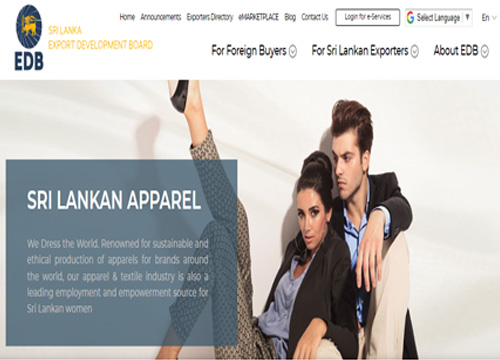 Home Announcements Exporters Directory eMARKETPLACE Blog Contact Us Login for e-Services Select Language En
SRI LANKA
EXPORT DEVELOPMENT BOARD
EDB
For Foreign Buyers For Sri Lankan Exporters About EDB
SRI LANKAN APPAREL
We Dress the World. Renowned for sustainable and
ethical production of apparels for brands around
the world, our apparel & textile industry is also a
leading employment and empowerment source for
Sri Lankan women